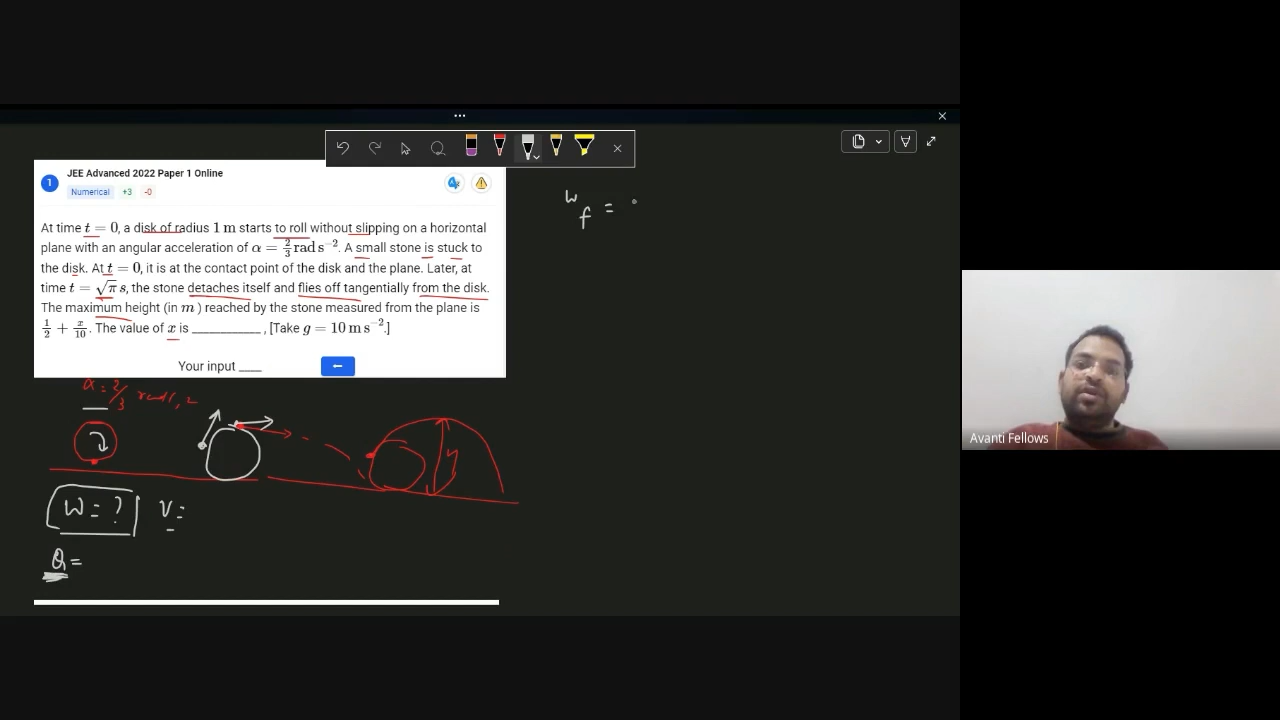 JEE Advanced 2022 Paper 1 Online
1
Numerical +3 -0
At time t = 0, a disk of radius 1 m starts to roll without slipping on a horizontal
plane with an angular acceleration of α = 2/3 rad s⁻². A small stone is stuck to
the disk. At t = 0, it is at the contact point of the disk and the plane. Later, at
time t = √π s, the stone detaches itself and flies off tangentially from the disk.
The maximum height (in m) reached by the stone measured from the plane is
1/2 + x/10. The value of x is __________, [Take g = 10 m s⁻².]
Your input ____
ω_f =
α = 2/3 rad/s²
ω = ? v =
θ =
Avanti Fellows